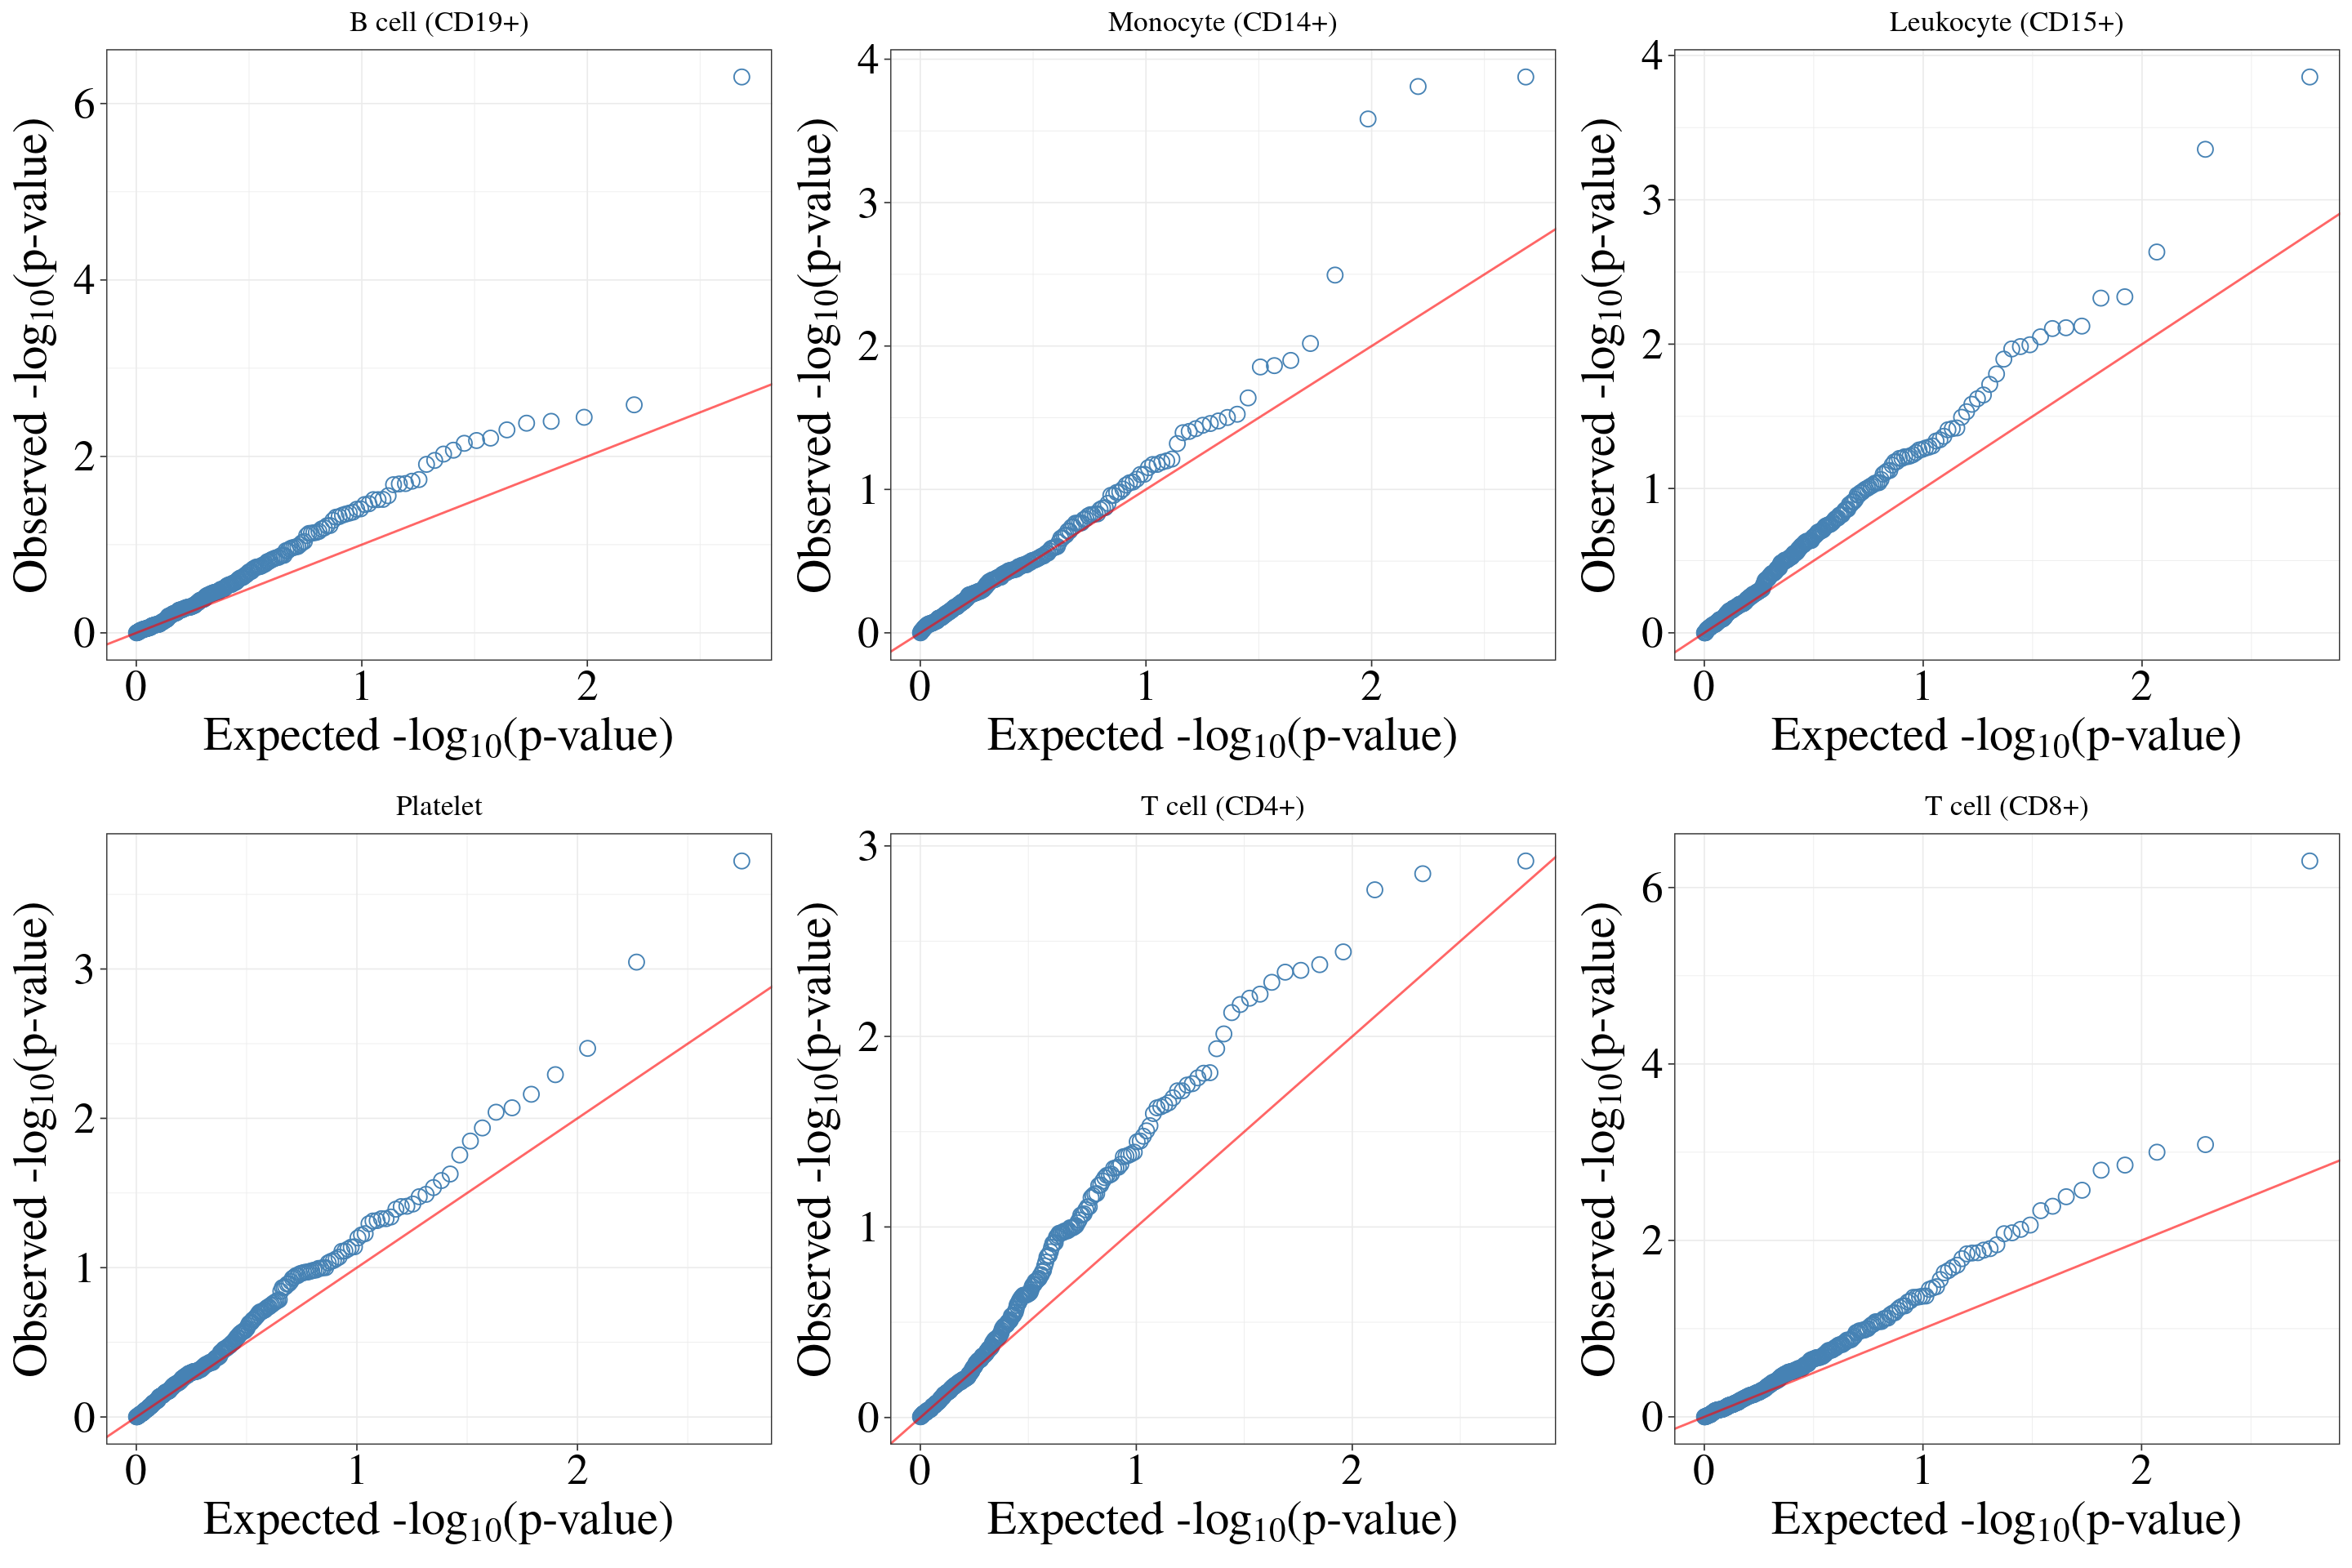 B cell (CD19+)
Observed -log10(p-value)
6
4
2
0
0 1 2
Expected -log10(p-value)
Monocyte (CD14+)
Observed -log10(p-value)
4
3
2
1
0
0 1 2
Expected -log10(p-value)
Leukocyte (CD15+)
Observed -log10(p-value)
4
3
2
1
0
0 1 2
Expected -log10(p-value)
Platelet
Observed -log10(p-value)
3
2
1
0
0 1 2
Expected -log10(p-value)
T cell (CD4+)
Observed -log10(p-value)
3
2
1
0
0 1 2
Expected -log10(p-value)
T cell (CD8+)
Observed -log10(p-value)
6
4
2
0
0 1 2
Expected -log10(p-value)